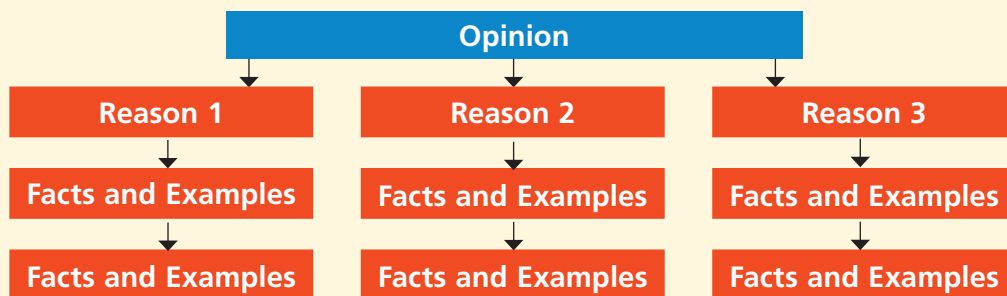 Opinion
Reason 1 Reason 2 Reason 3
Facts and Examples Facts and Examples Facts and Examples
Facts and Examples Facts and Examples Facts and Examples